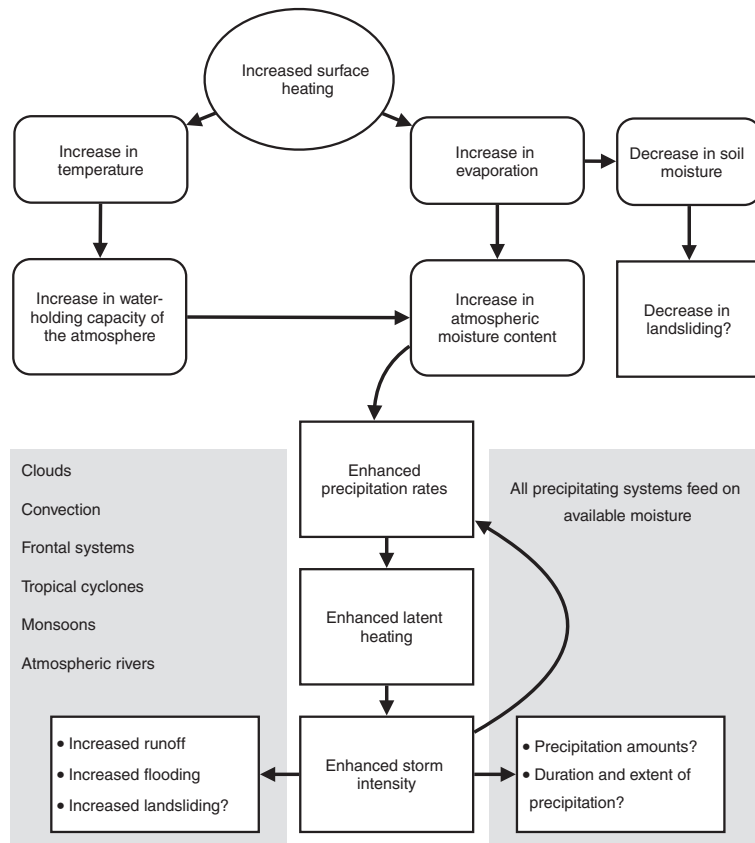 Increased surface
heating
Increase in
temperature
Increase in
evaporation
Decrease in soil
moisture
Increase in water-
holding capacity of
the atmosphere
Increase in
atmospheric
moisture content
Decrease in
landsliding?
Enhanced
precipitation rates
Clouds
Convection
Frontal systems
Tropical cyclones
Monsoons
Atmospheric rivers
All precipitating systems feed on
available moisture
Enhanced latent
heating
Enhanced storm
intensity
• Increased runoff
• Increased flooding
• Increased landsliding?
• Precipitation amounts?
• Duration and extent of
precipitation?